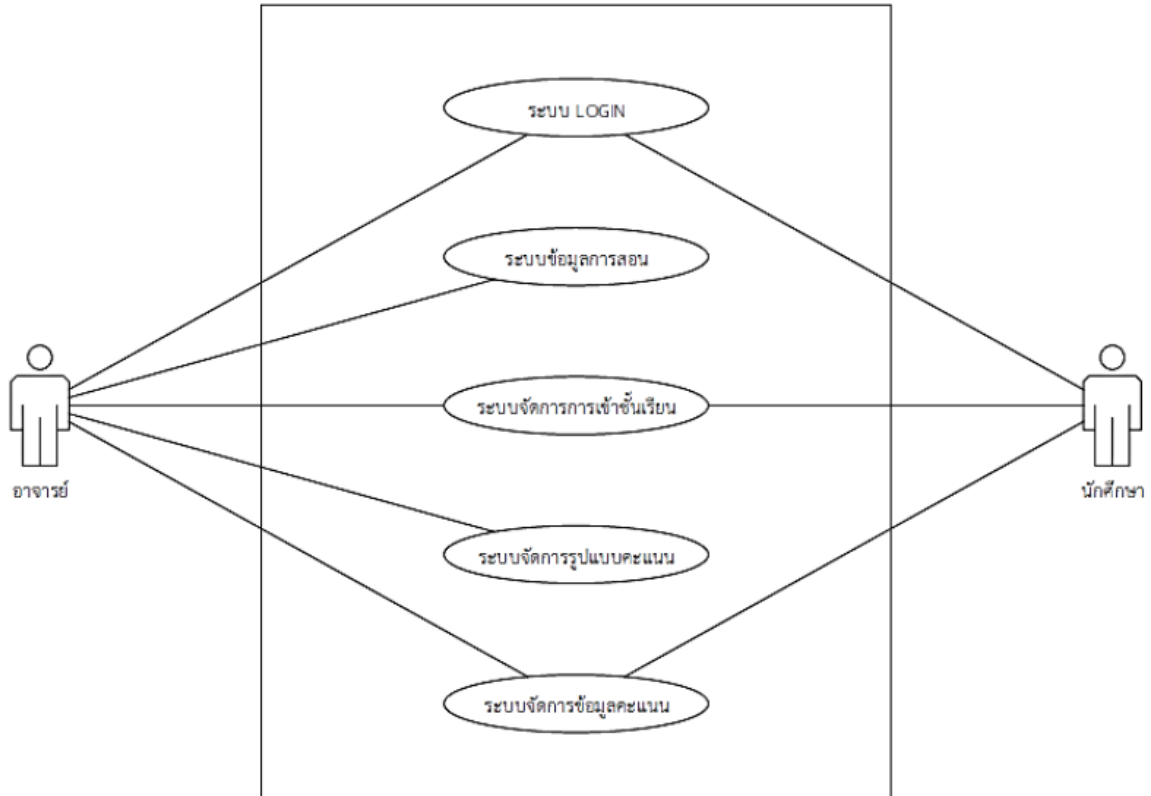 ระบบ LOGIN
ระบบข้อมูลการสอน
ระบบจัดการการเข้าชั้นเรียน
อาจารย์
นักศึกษา
ระบบจัดการรูปแบบคะแนน
ระบบจัดการข้อมูลคะแนน